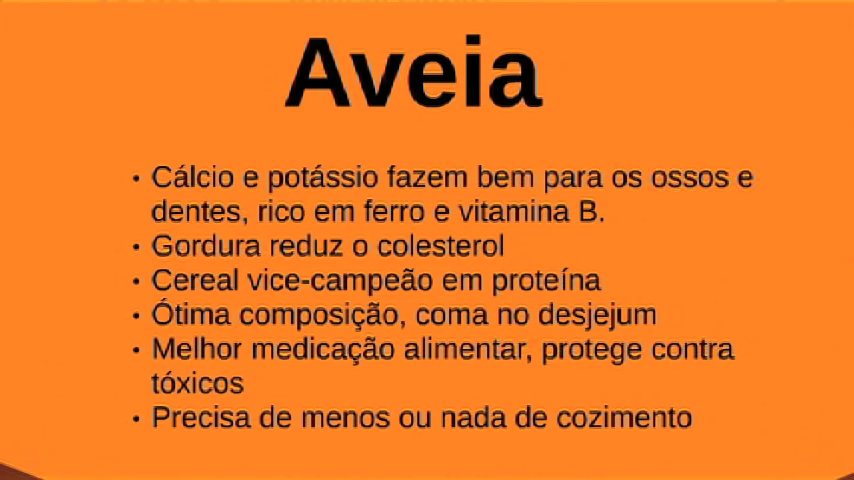 Aveia
• Cálcio e potássio fazem bem para os ossos e
dentes, rico em ferro e vitamina B.
• Gordura reduz o colesterol
• Cereal vice-campeão em proteína
• Ótima composição, coma no desjejum
• Melhor medicação alimentar, protege contra
tóxicos
• Precisa de menos ou nada de cozimento